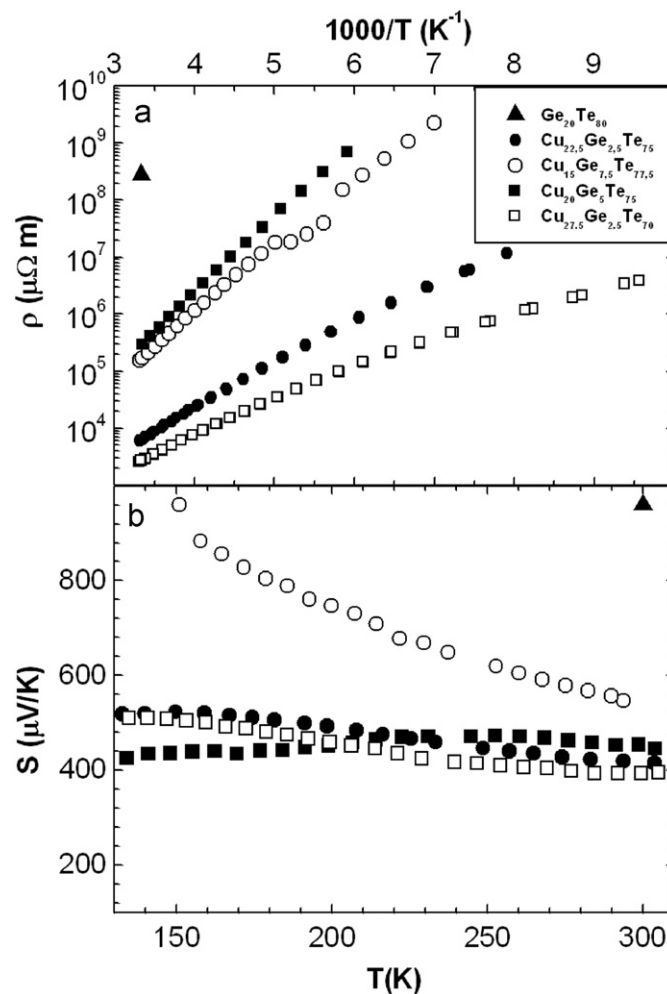 1000/T (K⁻¹)
3 4 5 6 7 8 9
10¹⁰
a
Ge₂₀Te₈₀
10⁹
Cu₂₂,₅Ge₂,₅Te₇₅
Cu₁₅Ge₇,₅Te₇₇,₅
10⁸
Cu₂₀Ge₅Te₇₅
Cu₂₇.₅Ge₂.₅Te₇₀
10⁷
ρ (μΩ m)
10⁶
10⁵
10⁴
b
800
600
S (μV/K)
400
200
150 200 250 300
T(K)